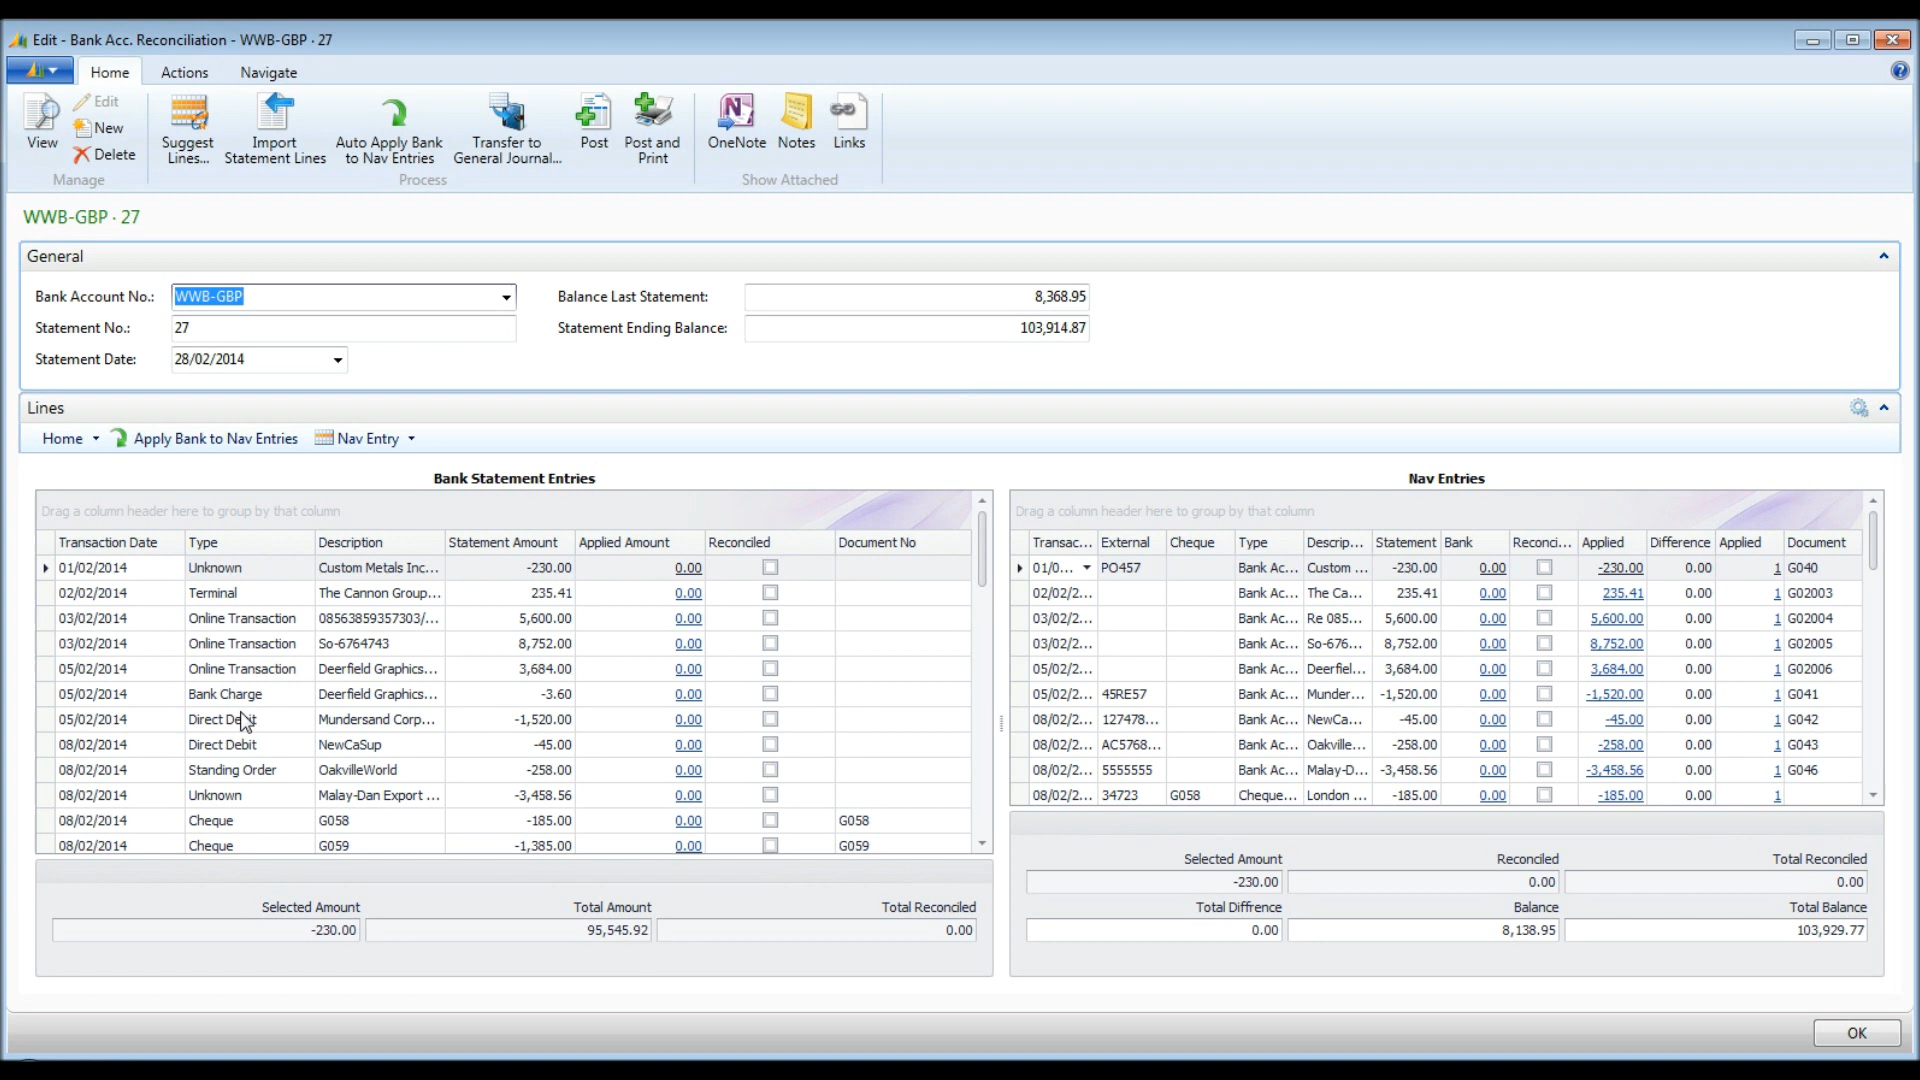 Edit - Bank Acc. Reconciliation - WWB-GBP · 27
Home Actions Navigate
View
Edit
New
Delete
Manage
Suggest Lines...
Import Statement Lines
Auto Apply Bank to Nav Entries
Transfer to General Journal...
Post
Post and Print
Process
OneNote
Notes
Links
Show Attached
WWB-GBP · 27
General
Bank Account No.: WWB-GBP
Statement No.: 27
Statement Date: 28/02/2014
Balance Last Statement: 8,368.95
Statement Ending Balance: 103,914.87
Lines
Home Apply Bank to Nav Entries Nav Entry
Bank Statement Entries
Drag a column header here to group by that column
Transaction Date Type Description Statement Amount Applied Amount Reconciled Document No
01/02/2014 Unknown Custom Metals Inc... -230.00 0.00
02/02/2014 Terminal The Cannon Group... 235.41 0.00
03/02/2014 Online Transaction 08563859357303/... 5,600.00 0.00
03/02/2014 Online Transaction So-6764743 8,752.00 0.00
05/02/2014 Online Transaction Deerfield Graphics... 3,684.00 0.00
05/02/2014 Bank Charge Deerfield Graphics... -3.60 0.00
05/02/2014 Direct Debit Mundersand Corp... -1,520.00 0.00
08/02/2014 Direct Debit NewCaSup -45.00 0.00
08/02/2014 Standing Order OakvilleWorld -258.00 0.00
08/02/2014 Unknown Malay-Dan Export ... -3,458.56 0.00
08/02/2014 Cheque G058 -185.00 0.00 G058
08/02/2014 Cheque G059 -1,385.00 0.00 G059
Selected Amount Total Amount Total Reconciled
-230.00 95,545.92 0.00
Nav Entries
Drag a column header here to group by that column
Transac... External Cheque Type Descrip... Statement Bank Reconci... Applied Difference Applied Document
01/0... PO457 Bank Ac... Custom ... -230.00 0.00 -230.00 0.00 1 G040
02/02/2... Bank Ac... The Ca... 235.41 0.00 235.41 0.00 1 G02003
03/02/2... Bank Ac... Re 085... 5,600.00 0.00 5,600.00 0.00 1 G02004
03/02/2... Bank Ac... So-676... 8,752.00 0.00 8,752.00 0.00 1 G02005
05/02/2... Bank Ac... Deerfiel... 3,684.00 0.00 3,684.00 0.00 1 G02006
05/02/2... 45RE57 Bank Ac... Munder... -1,520.00 0.00 -1,520.00 0.00 1 G041
08/02/2... 127478... Bank Ac... NewCa... -45.00 0.00 -45.00 0.00 1 G042
08/02/2... AC5768... Bank Ac... Oakville... -258.00 0.00 -258.00 0.00 1 G043
08/02/2... 5555555 Bank Ac... Malay-D... -3,458.56 0.00 -3,458.56 0.00 1 G046
08/02/2... 34723 G058 Cheque... London ... -185.00 0.00 -185.00 0.00 1
Selected Amount Reconciled Total Reconciled
-230.00 0.00 0.00
Total Diffrence Balance Total Balance
0.00 8,138.95 103,929.77
OK